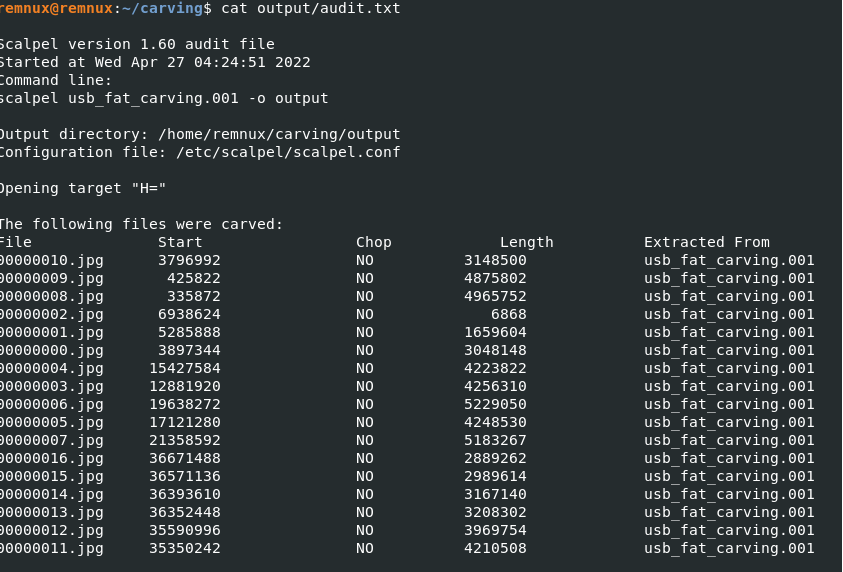 remnux@remnux:~/carving$ cat output/audit.txt

Scalpel version 1.60 audit file
Started at Wed Apr 27 04:24:51 2022
Command line:
scalpel usb_fat_carving.001 -o output

Output directory: /home/remnux/carving/output
Configuration file: /etc/scalpel/scalpel.conf

Opening target "H="

The following files were carved:
File              Start                 Chop            Length          Extracted From
00000010.jpg      3796992               NO            3148500             usb_fat_carving.001
00000009.jpg       425822               NO            4875802             usb_fat_carving.001
00000008.jpg       335872               NO            4965752             usb_fat_carving.001
00000002.jpg      6938624               NO               6868             usb_fat_carving.001
00000001.jpg      5285888               NO            1659604             usb_fat_carving.001
00000000.jpg      3897344               NO            3048148             usb_fat_carving.001
00000004.jpg     15427584               NO            4223822             usb_fat_carving.001
00000003.jpg     12881920               NO            4256310             usb_fat_carving.001
00000006.jpg     19638272               NO            5229050             usb_fat_carving.001
00000005.jpg     17121280               NO            4248530             usb_fat_carving.001
00000007.jpg     21358592               NO            5183267             usb_fat_carving.001
00000016.jpg     36671488               NO            2889262             usb_fat_carving.001
00000015.jpg     36571136               NO            2989614             usb_fat_carving.001
00000014.jpg     36393610               NO            3167140             usb_fat_carving.001
00000013.jpg     36352448               NO            3208302             usb_fat_carving.001
00000012.jpg     35590996               NO            3969754             usb_fat_carving.001
00000011.jpg     35350242               NO            4210508             usb_fat_carving.001